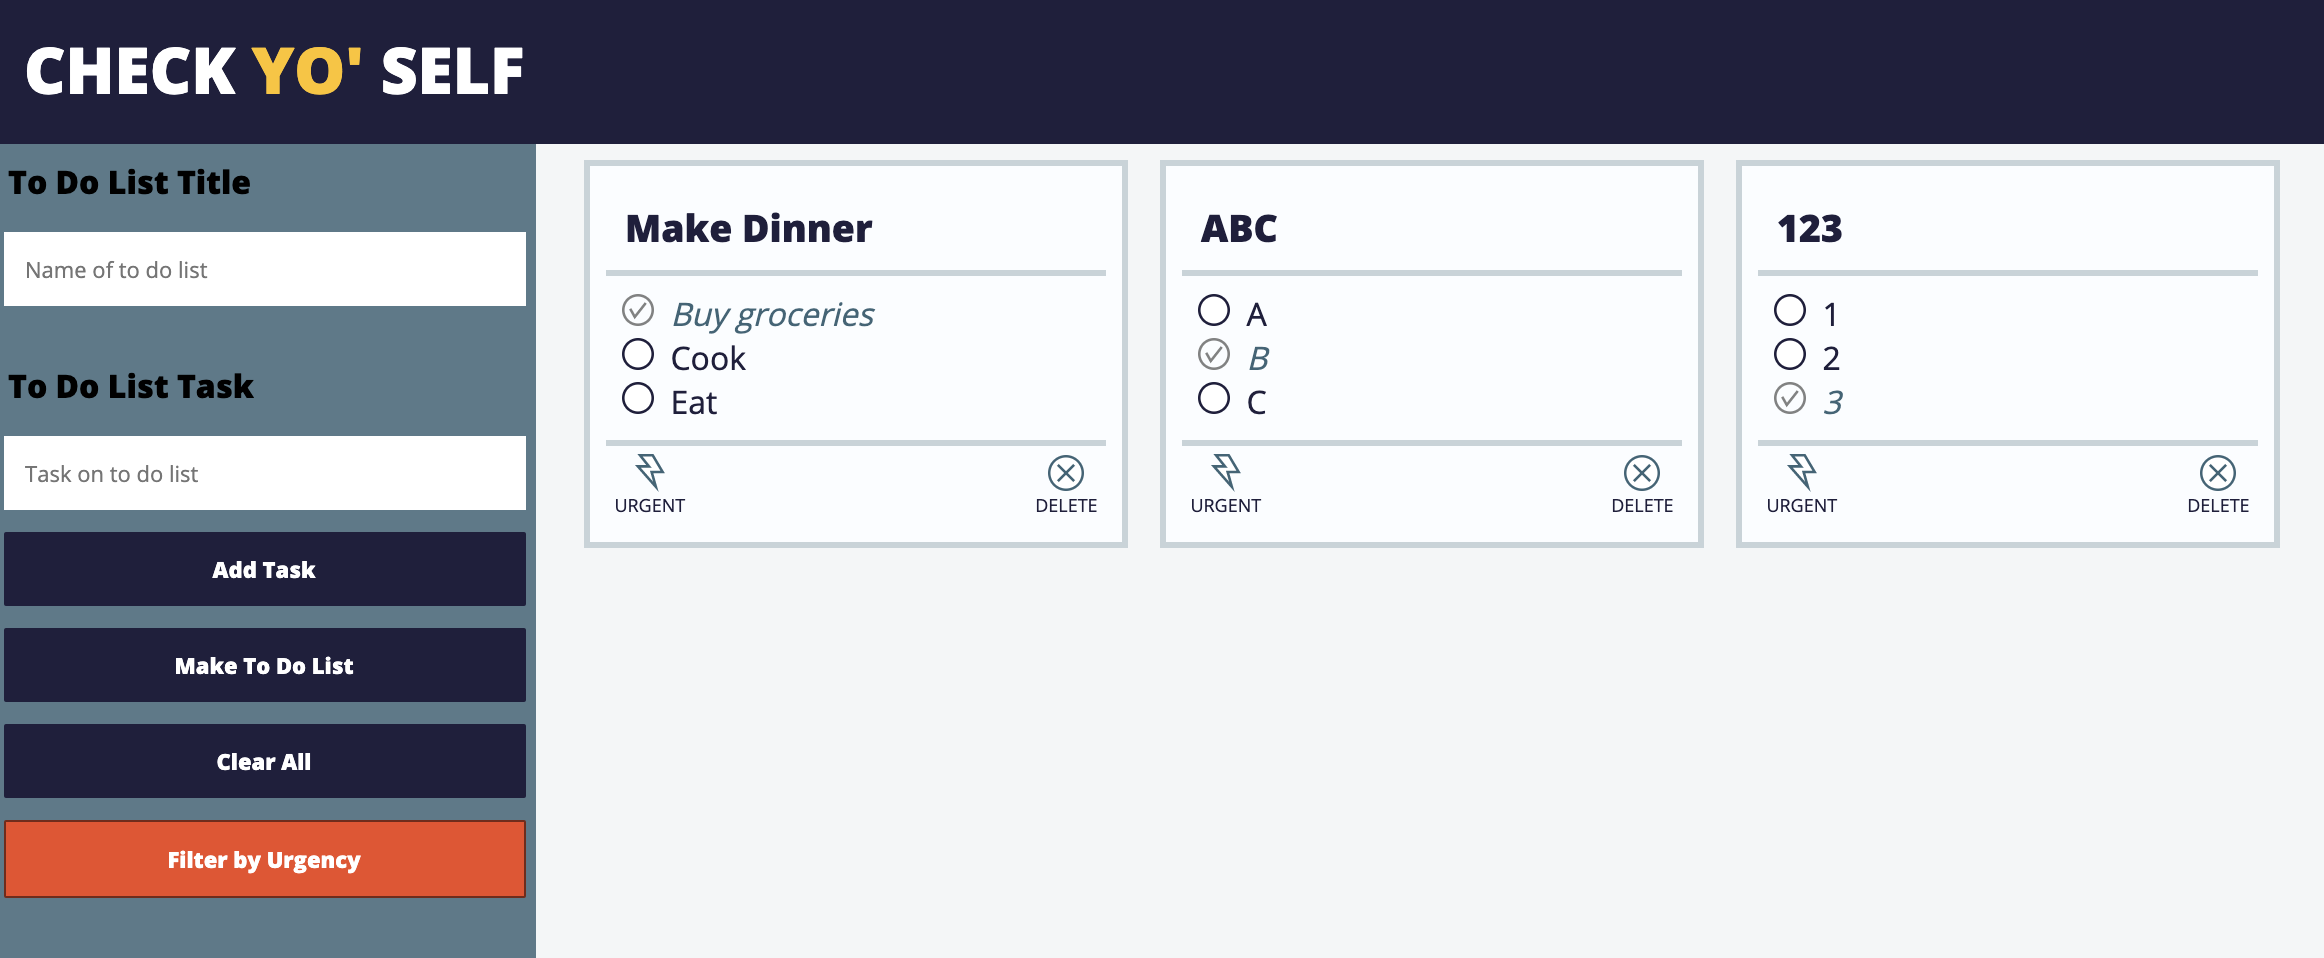 CHECK YO' SELF
To Do List Title
Name of to do list
To Do List Task
Task on to do list
Add Task
Make To Do List
Clear All
Filter by Urgency
Make Dinner
Buy groceries
Cook
Eat
URGENT
DELETE
ABC
A
B
C
URGENT
DELETE
123
1
2
3
URGENT
DELETE